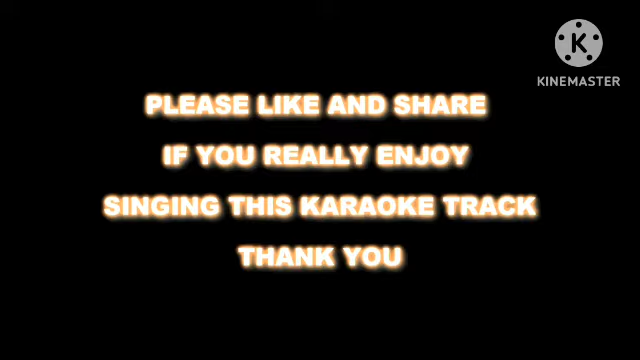 KINEMASTER
PLEASE LIKE AND SHARE
IF YOU REALLY ENJOY
SINGING THIS KARAOKE TRACK
THANK YOU